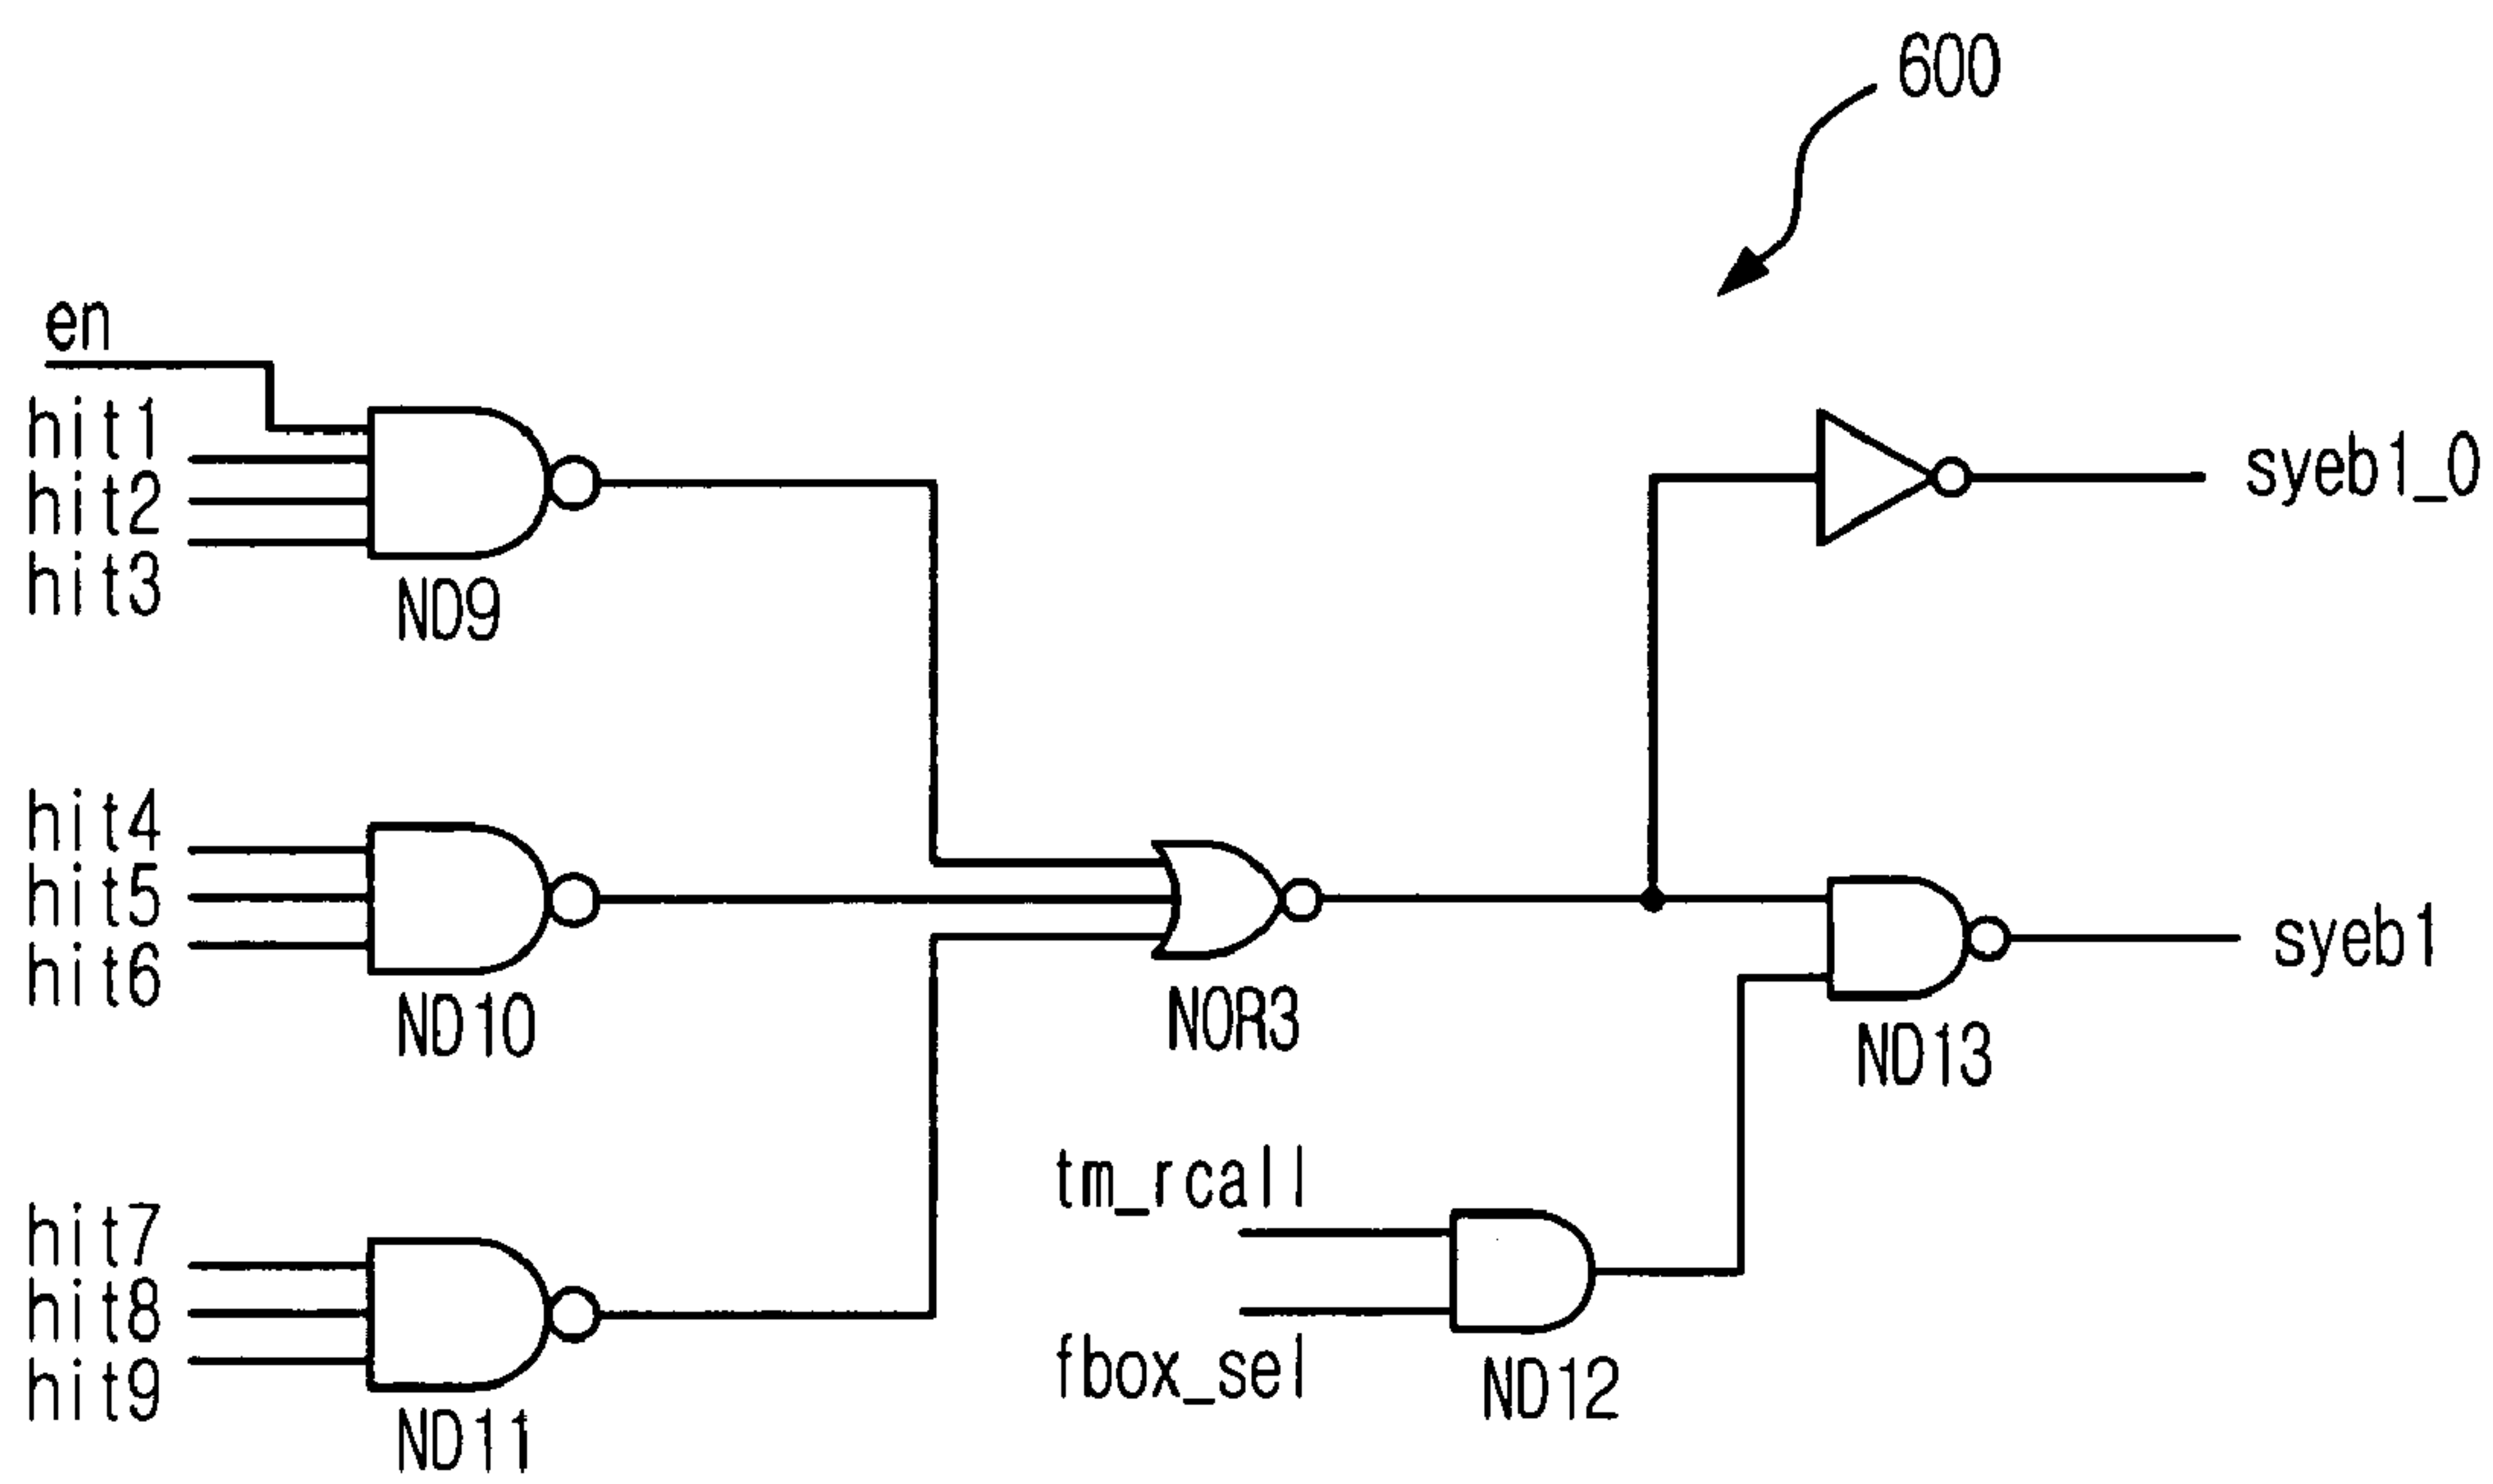 600
en
hit1
hit2
hit3
ND9
syeb1_0
hit4
hit5
hit6
ND10
NOR3
syeb1
ND13
tm_rcall
fbox_sel
ND12
hit7
hit8
hit9
ND11